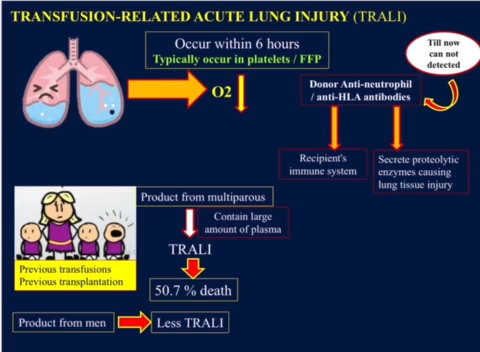 TRANSFUSION-RELATED ACUTE LUNG INJURY (TRALI)
Occur within 6 hours
Typically occur in platelets / FFP
O2
Till now
can not
detected
Donor Anti-neutrophil
/ anti-HLA antibodies
Recipient's
immune system
Secrete proteolytic
enzymes causing
lung tissue injury
Product from multiparous
Contain large
amount of plasma
TRALI
Previous transfusions
Previous transplantation
50.7 % death
Product from men
Less TRALI